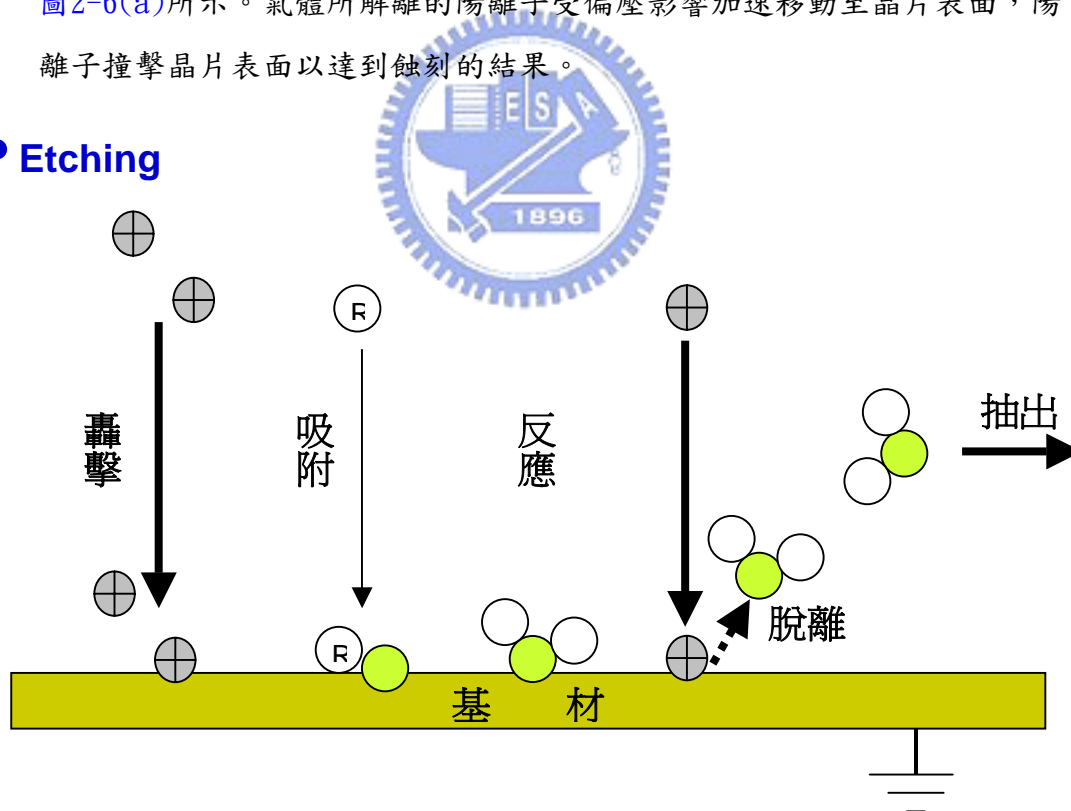 圖2-6(a)所示。氣體所解離的陽離子受偏壓影響加速移動至晶片表面，陽
離子撞擊晶片表面以達到蝕刻的結果。
E S A
1896
Etching
R
轟擊
吸附
反應
抽出
脫離
R
基 材